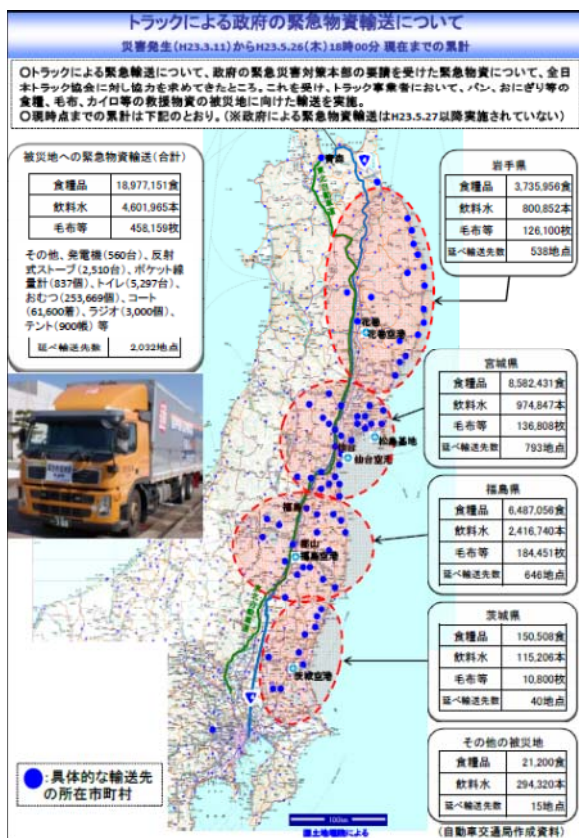 トラックによる政府の緊急物資輸送について
災害発生(H23.3.11)からH23.5.26(木)18時00分 現在までの累計
○トラックによる緊急輸送について、政府の緊急災害対策本部の要請を受けた緊急物資について、全日
本トラック協会に対し協力を求めてきたところ。これを受け、トラック事業者において、パン、おにぎり等の
食糧、毛布、カイロ等の救援物資の被災地に向けた輸送を実施。
○現時点までの累計は下記のとおり。(※政府による緊急物資輸送はH23.5.27以降実施されていない)
被災地への緊急物資輸送(合計)
食糧品 18,977,151食
飲料水 4,601,965本
毛布等 458,159枚
その他、発電機(560台)、反射
式ストーブ(2,510台)、ポケット線
量計(837個)、トイレ(5,297台)、
おむつ(253,669個)、コート
(61,600着)、ラジオ(3,000個)、
テント(900帳) 等
延べ輸送先数 2,032地点
岩手県
食糧品 3,735,956食
飲料水 800,852本
毛布等 126,100枚
延べ輸送先数 538地点
宮城県
食糧品 8,582,431食
飲料水 974,847本
毛布等 136,808枚
延べ輸送先数 793地点
福島県
食糧品 6,487,056食
飲料水 2,416,740本
毛布等 184,451枚
延べ輸送先数 646地点
茨城県
食糧品 150,508食
飲料水 115,206本
毛布等 10,800枚
延べ輸送先数 40地点
その他の被災地
食糧品 21,200食
飲料水 294,320本
延べ輸送先数 15地点
(自動車交通局作成資料)
青森
4
花巻
花巻空港
松島基地
仙台
仙台空港
福島
郡山
福島空港
茨城空港
4
●:具体的な輸送先
の所在市町村
100km
国土地理院による